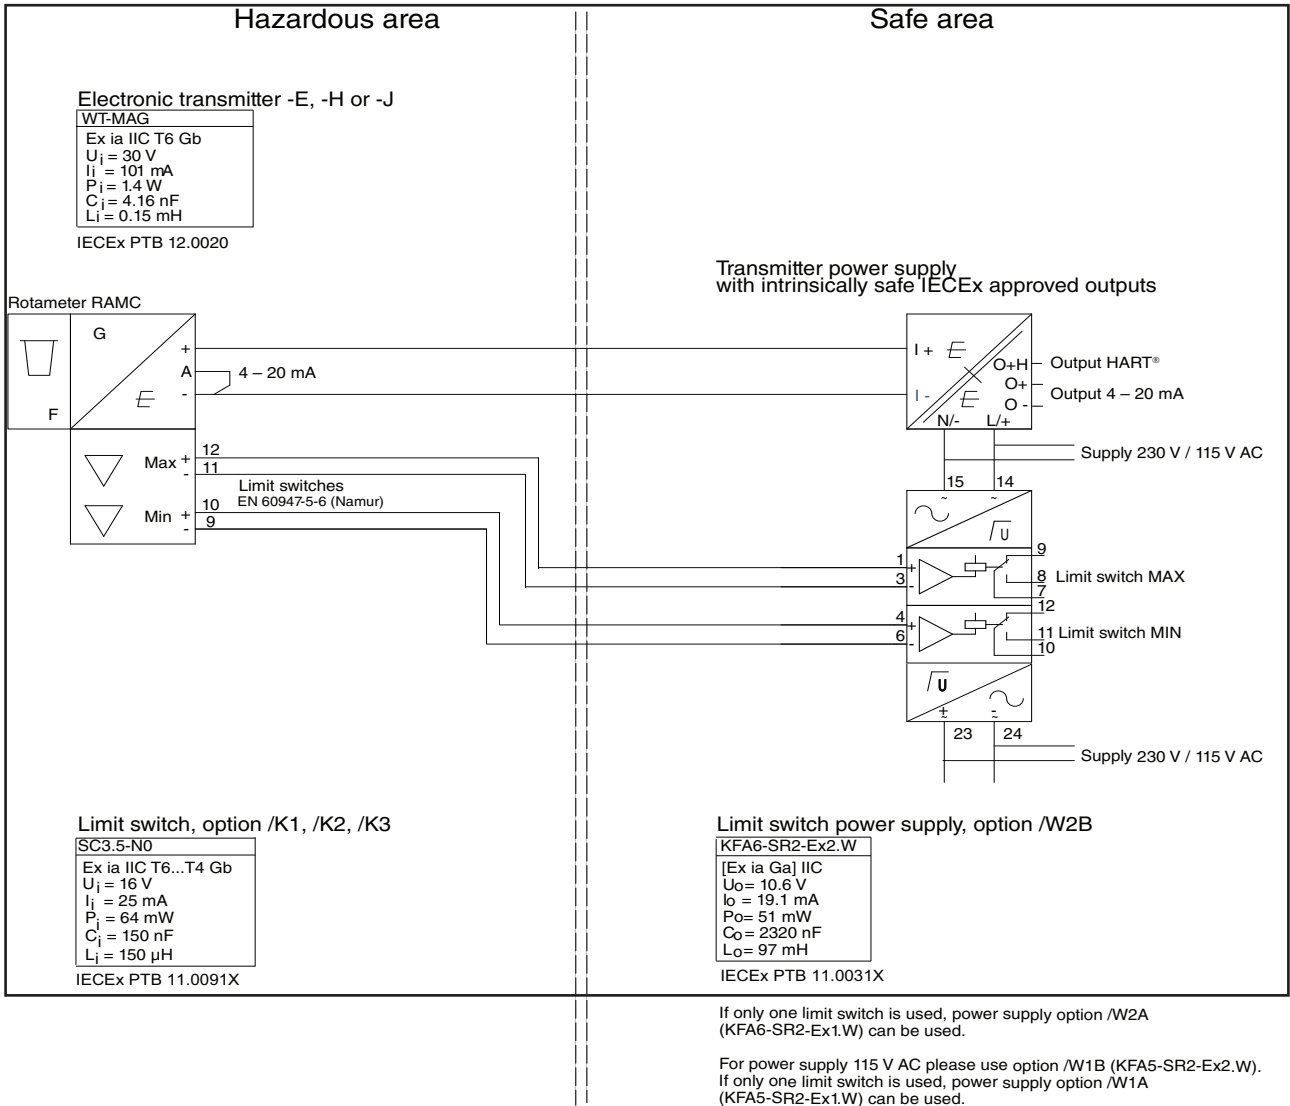 Hazardous area
Safe area
Electronic transmitter -E, -H or -J
WT-MAG
Ex ia IIC T6 Gb
Ui = 30 V
Ii = 101 mA
Pi = 1.4 W
Ci = 4.16 nF
Li = 0.15 mH
IECEx PTB 12.0020
Transmitter power supply
with intrinsically safe IECEx approved outputs
Rotameter RAMC
G
F
E
+
A
-
4 – 20 mA
I +
I -
E
E
O+H
O+
O -
N/-
L/+
Output HART®
Output 4 – 20 mA
Supply 230 V / 115 V AC
Max +
-
12
11
Limit switches
EN 60947-5-6 (Namur)
Min +
-
10
9
15
14
~
~
U
1
+
3
-
9
8
7
Limit switch MAX
4
+
6
-
12
11
10
Limit switch MIN
U
+
~
-
~
23
24
Supply 230 V / 115 V AC
Limit switch, option /K1, /K2, /K3
SC3.5-N0
Ex ia IIC T6...T4 Gb
Ui = 16 V
Ii = 25 mA
Pi = 64 mW
Ci = 150 nF
Li = 150 µH
IECEx PTB 11.0091X
Limit switch power supply, option /W2B
KFA6-SR2-Ex2.W
[Ex ia Ga] IIC
Uo= 10.6 V
Io = 19.1 mA
Po= 51 mW
Co= 2320 nF
Lo= 97 mH
IECEx PTB 11.0031X
If only one limit switch is used, power supply option /W2A
(KFA6-SR2-Ex1.W) can be used.
For power supply 115 V AC please use option /W1B (KFA5-SR2-Ex2.W).
If only one limit switch is used, power supply option /W1A
(KFA5-SR2-Ex1.W) can be used.